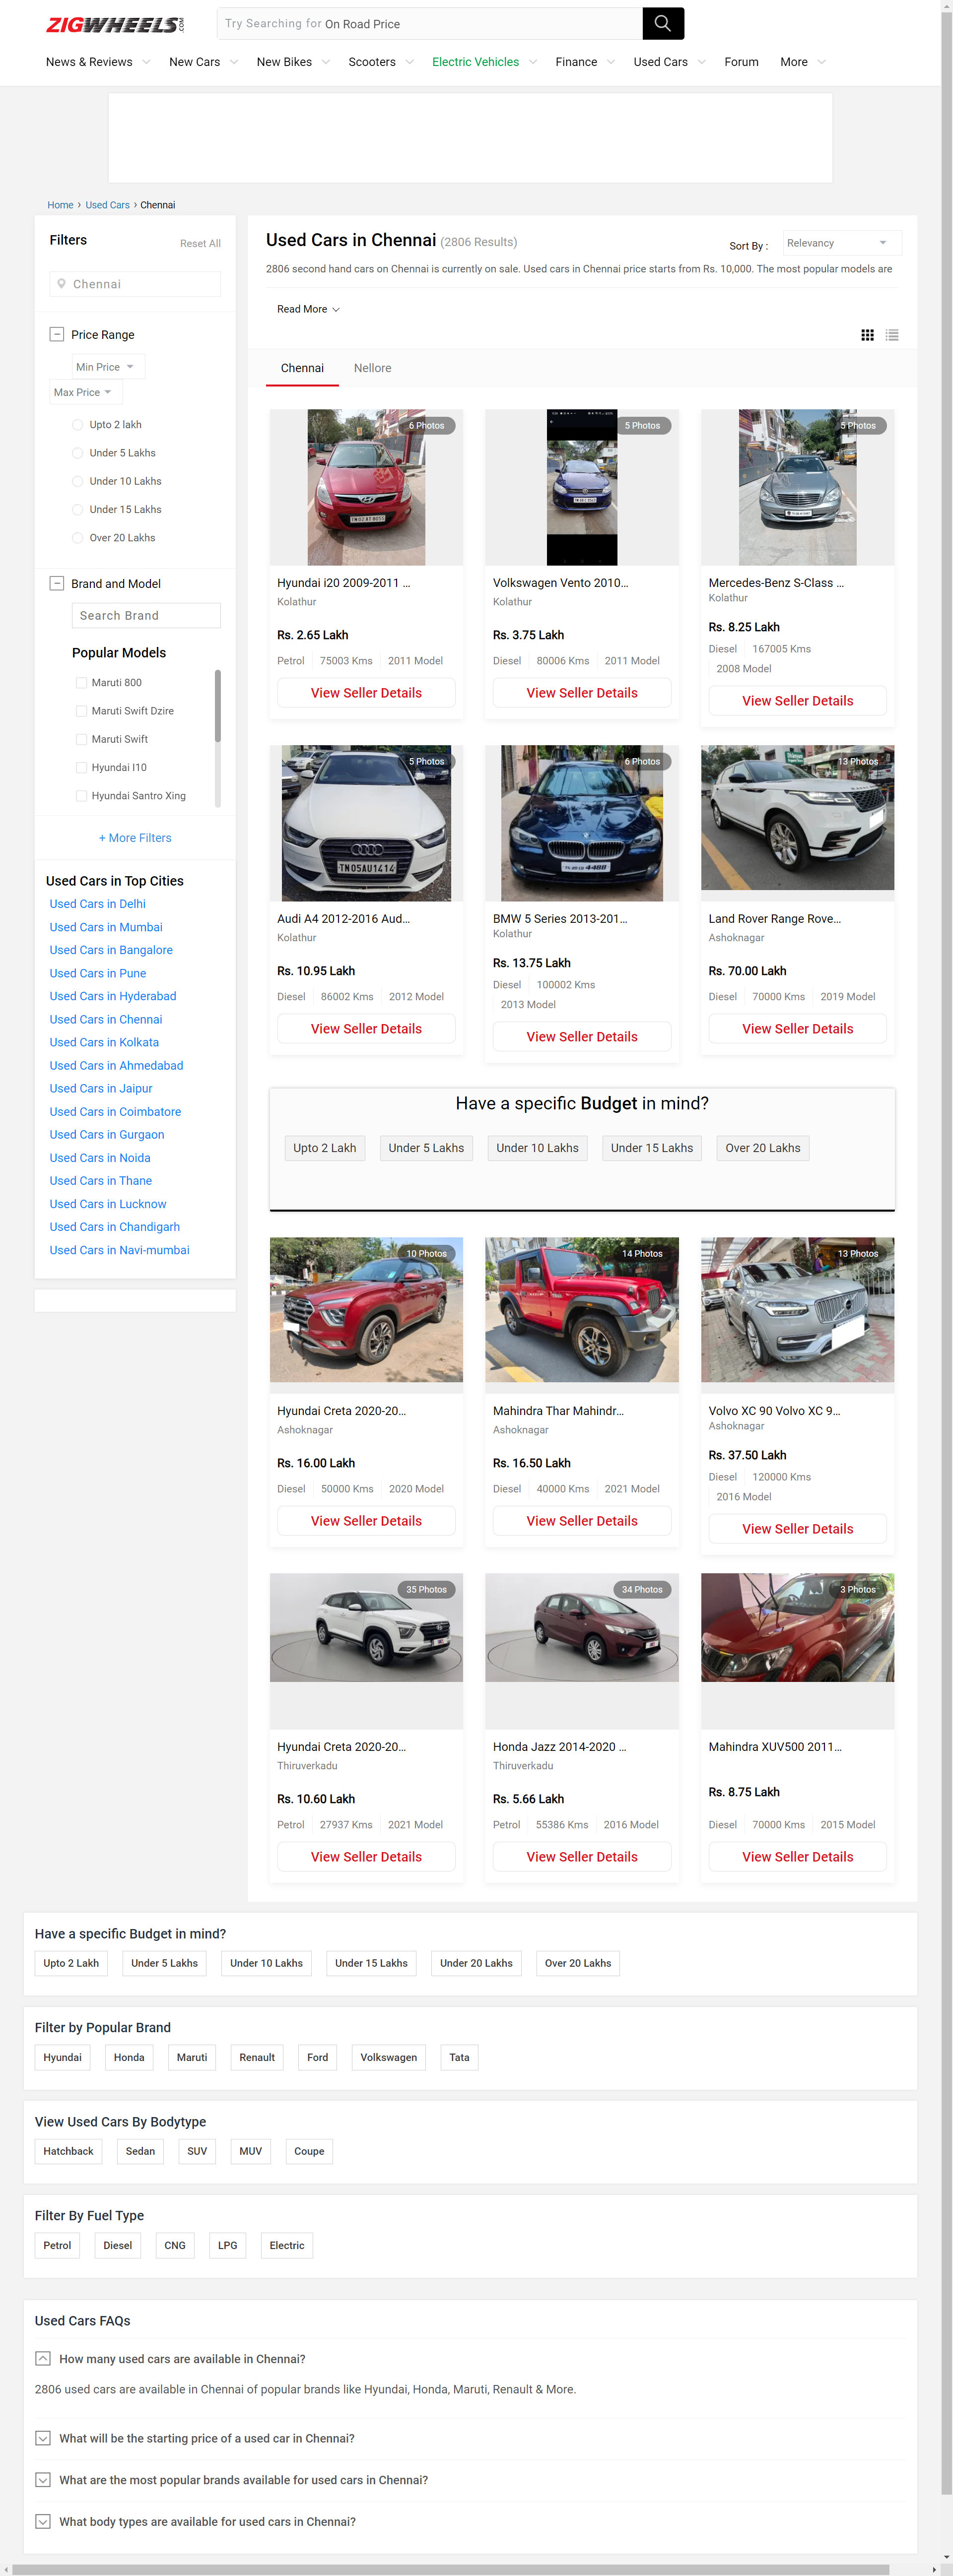 ZIGWHEELS.COM
Try Searching for On Road Price
News & Reviews New Cars New Bikes Scooters Electric Vehicles Finance Used Cars Forum More
Home › Used Cars › Chennai
Filters
Reset All
Chennai
Price Range
Min Price
Max Price
Upto 2 lakh
Under 5 Lakhs
Under 10 Lakhs
Under 15 Lakhs
Over 20 Lakhs
Brand and Model
Search Brand
Popular Models
Maruti 800
Maruti Swift Dzire
Maruti Swift
Hyundai I10
Hyundai Santro Xing
+ More Filters
Used Cars in Top Cities
Used Cars in Delhi
Used Cars in Mumbai
Used Cars in Bangalore
Used Cars in Pune
Used Cars in Hyderabad
Used Cars in Chennai
Used Cars in Kolkata
Used Cars in Ahmedabad
Used Cars in Jaipur
Used Cars in Coimbatore
Used Cars in Gurgaon
Used Cars in Noida
Used Cars in Thane
Used Cars in Lucknow
Used Cars in Chandigarh
Used Cars in Navi-mumbai
Used Cars in Chennai (2806 Results)
Sort By : Relevancy
2806 second hand cars on Chennai is currently on sale. Used cars in Chennai price starts from Rs. 10,000. The most popular models are
Read More
Chennai Nellore
6 Photos
Hyundai i20 2009-2011 ...
Kolathur
Rs. 2.65 Lakh
Petrol 75003 Kms 2011 Model
View Seller Details
5 Photos
Volkswagen Vento 2010...
Kolathur
Rs. 3.75 Lakh
Diesel 80006 Kms 2011 Model
View Seller Details
5 Photos
Mercedes-Benz S-Class ...
Kolathur
Rs. 8.25 Lakh
Diesel 167005 Kms
2008 Model
View Seller Details
5 Photos
TN05AU1414
Audi A4 2012-2016 Aud...
Kolathur
Rs. 10.95 Lakh
Diesel 86002 Kms 2012 Model
View Seller Details
6 Photos
BMW 5 Series 2013-201...
Kolathur
Rs. 13.75 Lakh
Diesel 100002 Kms
2013 Model
View Seller Details
13 Photos
Land Rover Range Rove...
Ashoknagar
Rs. 70.00 Lakh
Diesel 70000 Kms 2019 Model
View Seller Details
Have a specific Budget in mind?
Upto 2 Lakh Under 5 Lakhs Under 10 Lakhs Under 15 Lakhs Over 20 Lakhs
10 Photos
Hyundai Creta 2020-20...
Ashoknagar
Rs. 16.00 Lakh
Diesel 50000 Kms 2020 Model
View Seller Details
14 Photos
Mahindra Thar Mahindr...
Ashoknagar
Rs. 16.50 Lakh
Diesel 40000 Kms 2021 Model
View Seller Details
13 Photos
Volvo XC 90 Volvo XC 9...
Ashoknagar
Rs. 37.50 Lakh
Diesel 120000 Kms
2016 Model
View Seller Details
35 Photos
Hyundai Creta 2020-20...
Thiruverkadu
Rs. 10.60 Lakh
Petrol 27937 Kms 2021 Model
View Seller Details
34 Photos
Honda Jazz 2014-2020 ...
Thiruverkadu
Rs. 5.66 Lakh
Petrol 55386 Kms 2016 Model
View Seller Details
3 Photos
Mahindra XUV500 2011...
Rs. 8.75 Lakh
Diesel 70000 Kms 2015 Model
View Seller Details
Have a specific Budget in mind?
Upto 2 Lakh Under 5 Lakhs Under 10 Lakhs Under 15 Lakhs Under 20 Lakhs Over 20 Lakhs
Filter by Popular Brand
Hyundai Honda Maruti Renault Ford Volkswagen Tata
View Used Cars By Bodytype
Hatchback Sedan SUV MUV Coupe
Filter By Fuel Type
Petrol Diesel CNG LPG Electric
Used Cars FAQs
How many used cars are available in Chennai?
2806 used cars are available in Chennai of popular brands like Hyundai, Honda, Maruti, Renault & More.
What will be the starting price of a used car in Chennai?
What are the most popular brands available for used cars in Chennai?
What body types are available for used cars in Chennai?